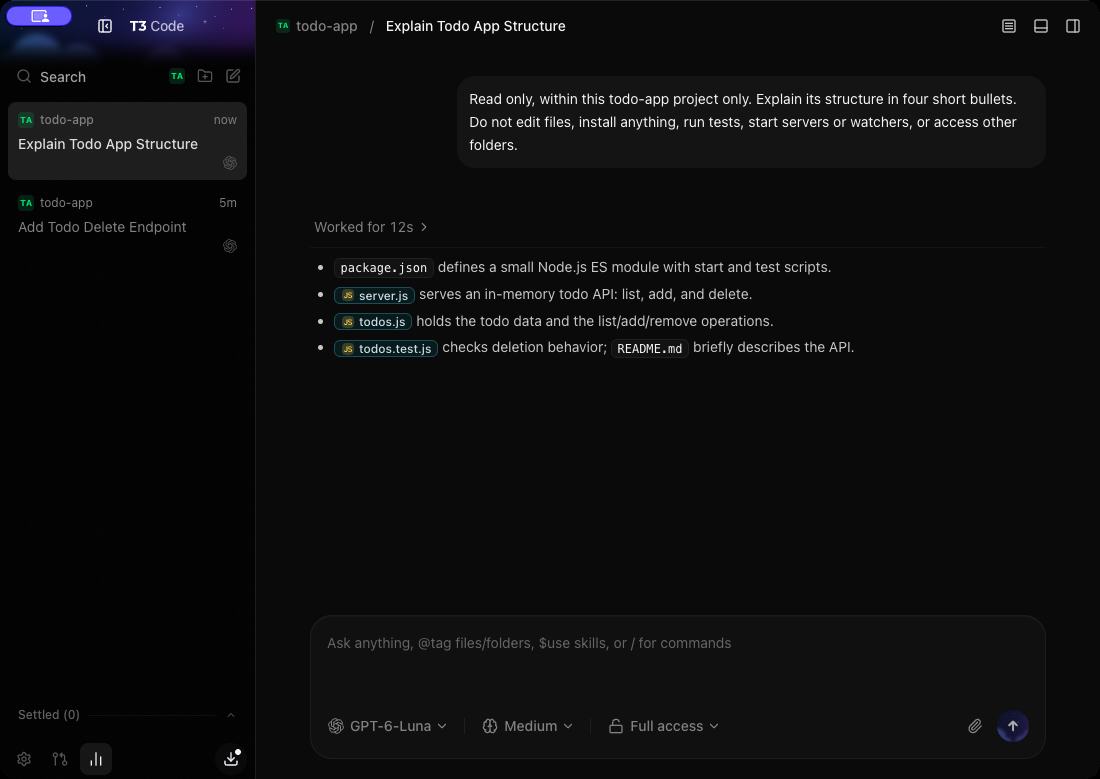 T3 Code
TA todo-app / Explain Todo App Structure
Search
TA
TA todo-app now
Explain Todo App Structure
TA todo-app 5m
Add Todo Delete Endpoint
Read only, within this todo-app project only. Explain its structure in four short bullets.
Do not edit files, install anything, run tests, start servers or watchers, or access other
folders.
Worked for 12s
package.json defines a small Node.js ES module with start and test scripts.
JS server.js serves an in-memory todo API: list, add, and delete.
JS todos.js holds the todo data and the list/add/remove operations.
JS todos.test.js checks deletion behavior; README.md briefly describes the API.
Ask anything, @tag files/folders, $use skills, or / for commands
GPT-6-Luna Medium Full access
Settled (0)